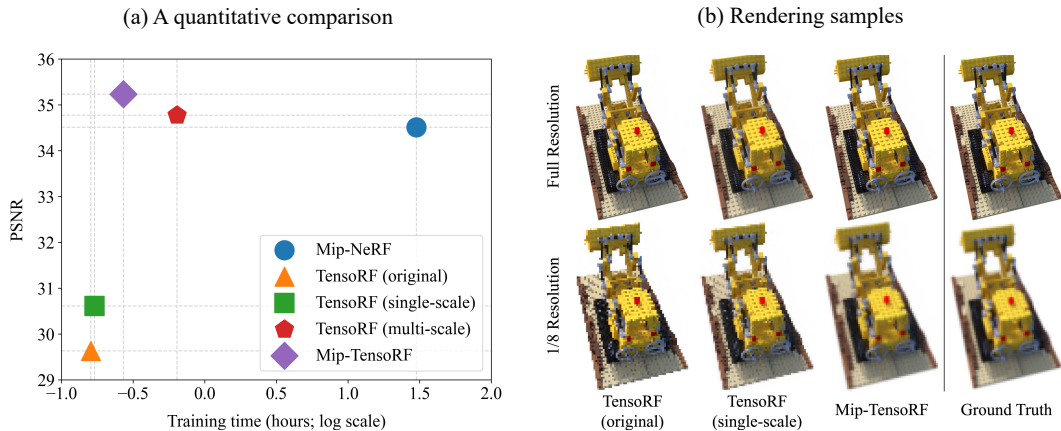 (a) A quantitative comparison
36
35
34
33
32
31
30
29
PSNR
−1.0
−0.5
0.0
0.5
1.0
1.5
2.0
Training time (hours; log scale)
Mip-NeRF
TensoRF (original)
TensoRF (single-scale)
TensoRF (multi-scale)
Mip-TensoRF
(b) Rendering samples
Full Resolution
1/8 Resolution
TensoRF
(original)
TensoRF
(single-scale)
Mip-TensoRF
Ground Truth